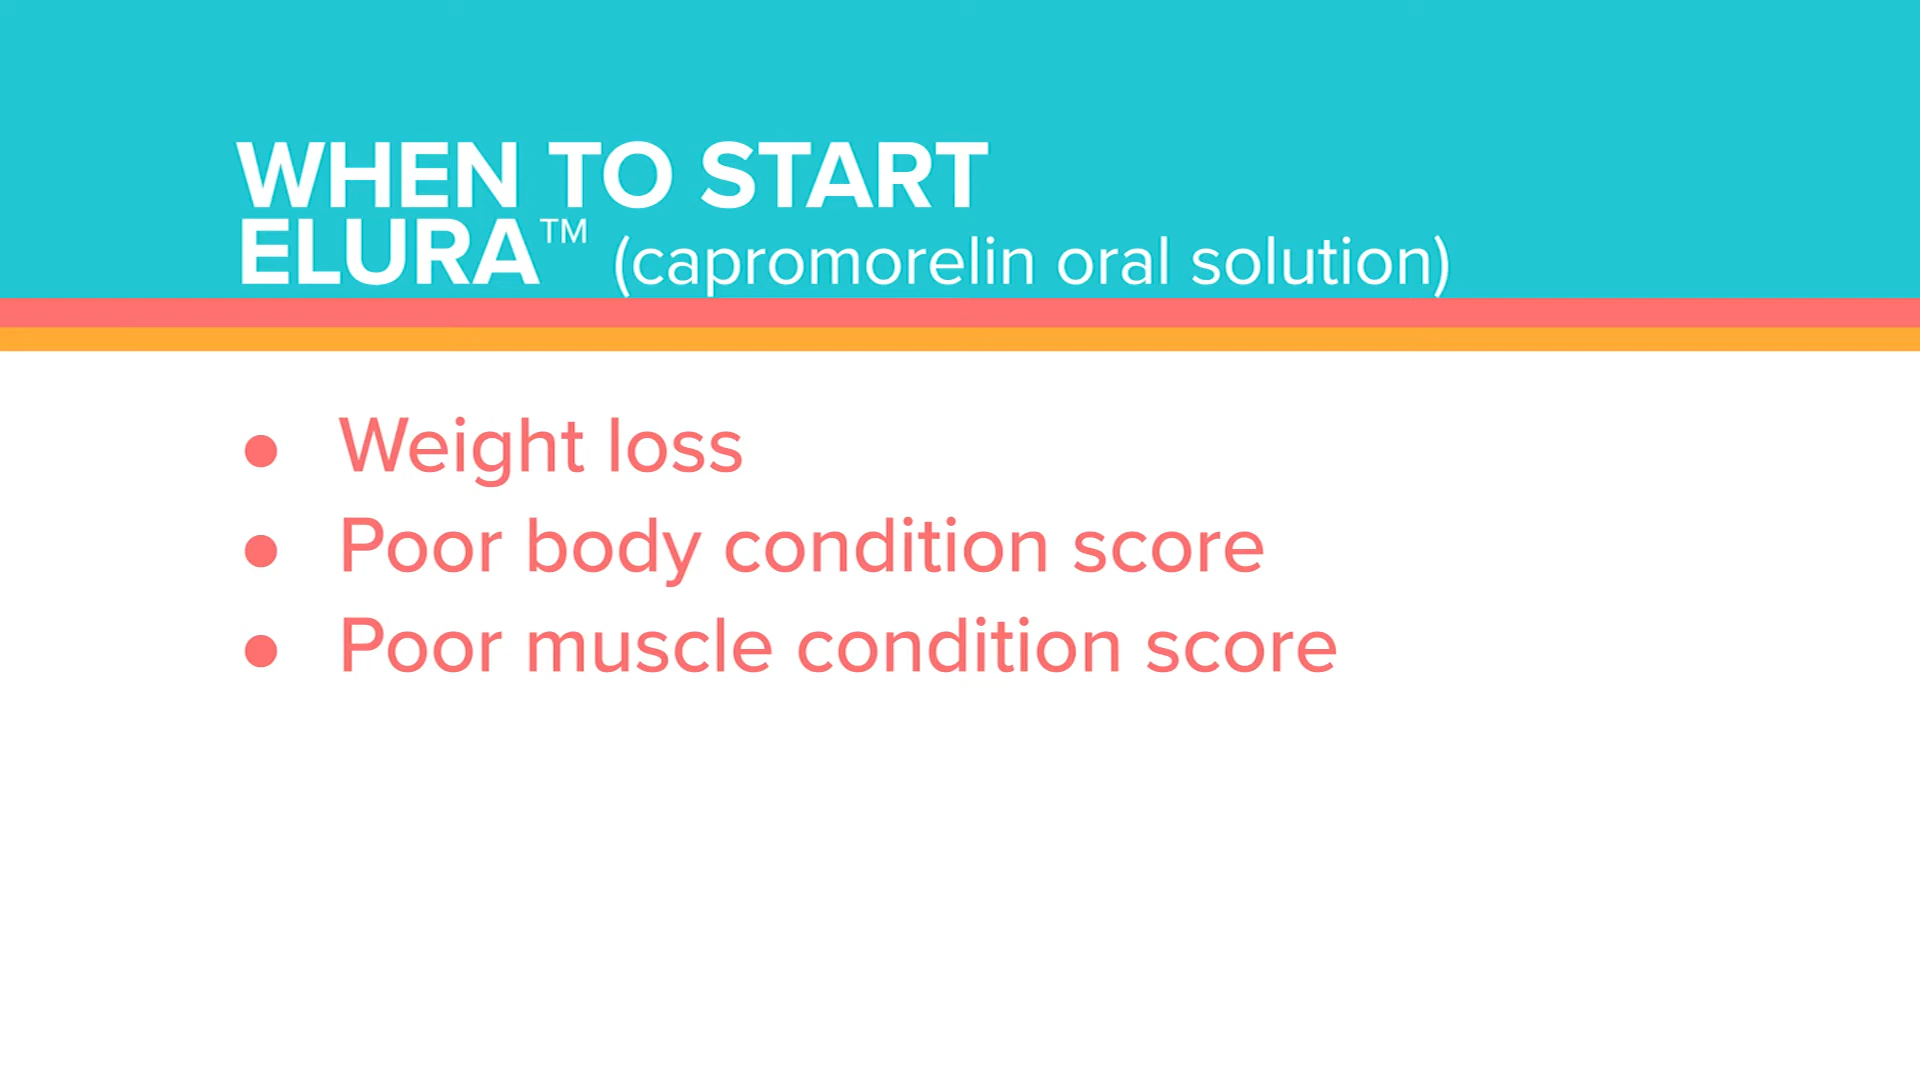 WHEN TO START
ELURA™ (capromorelin oral solution)
● Weight loss
● Poor body condition score
● Poor muscle condition score